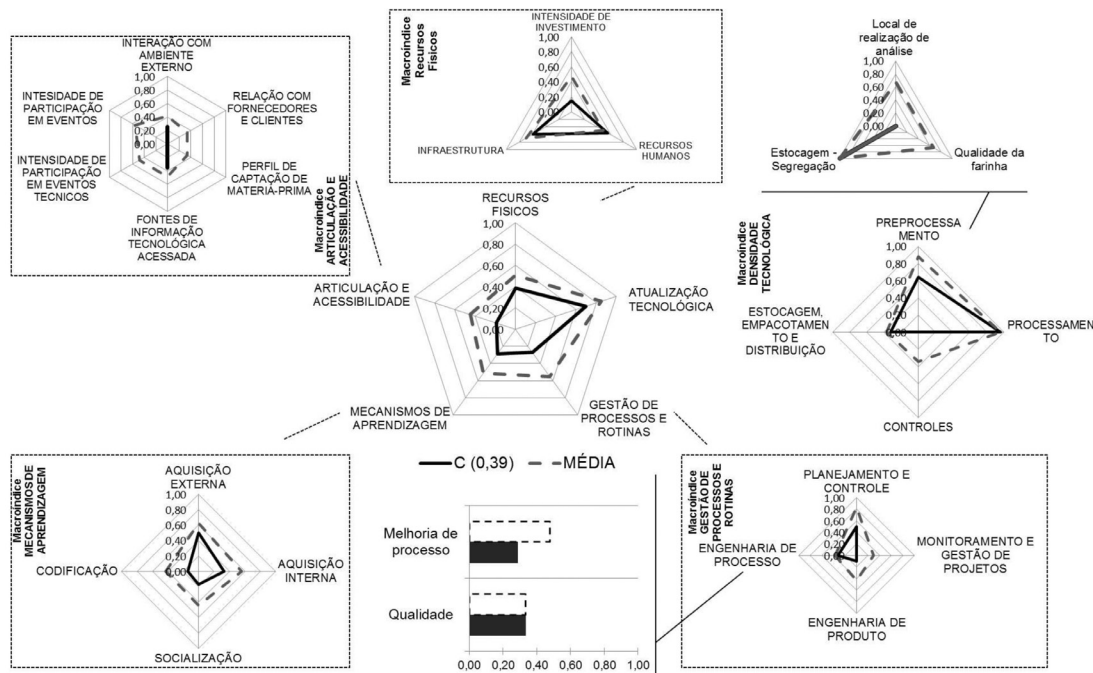 INTERAÇÃO COM
AMBIENTE
EXTERNO
1,00
0,80
0,60
0,40
0,20
0,00
INTESIDADE DE
PARTICIPAÇÃO
EM EVENTOS
RELAÇÃO COM
FORNECEDORES
E CLIENTES
INTENSIDADE DE
PARTICIPAÇÃO
EM EVENTOS
TECNICOS
PERFIL DE
CAPTAÇÃO DE
MATERIÁ-PRIMA
FONTES DE
INFORMAÇÃO
TECNOLÓGICA
ACESSADA
Macroíndice
ARTICULAÇÃO E
ACESSIBILIDADE
Macroíndice
Recursos
Físicos
INTENSIDADE DE
INVESTIMENTO
1,00
0,80
0,60
0,40
0,20
0,00
INFRAESTRUTURA
RECURSOS
HUMANOS
Local de
realização de
análise
1,00
0,80
0,60
0,40
0,20
0,00
Estocagem -
Segregação
Qualidade da
farinha
RECURSOS
FISICOS
1,00
0,80
0,60
0,40
0,20
0,00
ARTICULAÇÃO E
ACESSIBILIDADE
ATUALIZAÇÃO
TECNOLÓGICA
MECANISMOS DE
APRENDIZAGEM
GESTÃO DE
PROCESSOS E
ROTINAS
Macroíndice
DENSIDADE
TECNOLÓGICA
PREPROCESSA
MENTO
1,00
0,80
0,60
0,40
0,20
0,00
ESTOCAGEM,
EMPACOTAMEN
TO E
DISTRIBUIÇÃO
PROCESSAMEN
TO
CONTROLES
C (0,39)
MÉDIA
Macroíndice
MECANISMOS DE
APRENDIZAGEM
AQUISIÇÃO
EXTERNA
1,00
0,80
0,60
0,40
0,20
0,00
CODIFICAÇÃO
AQUISIÇÃO
INTERNA
SOCIALIZAÇÃO
Melhoria de
processo
Qualidade
0,00 0,20 0,40 0,60 0,80 1,00
Macroíndice
GESTÃO DE
PROCESSOS E
ROTINAS
PLANEJAMENTO E
CONTROLE
1,00
0,80
0,60
0,40
0,20
0,00
ENGENHARIA DE
PROCESSO
MONITORAMENTO E
GESTÃO DE
PROJETOS
ENGENHARIA DE
PRODUTO